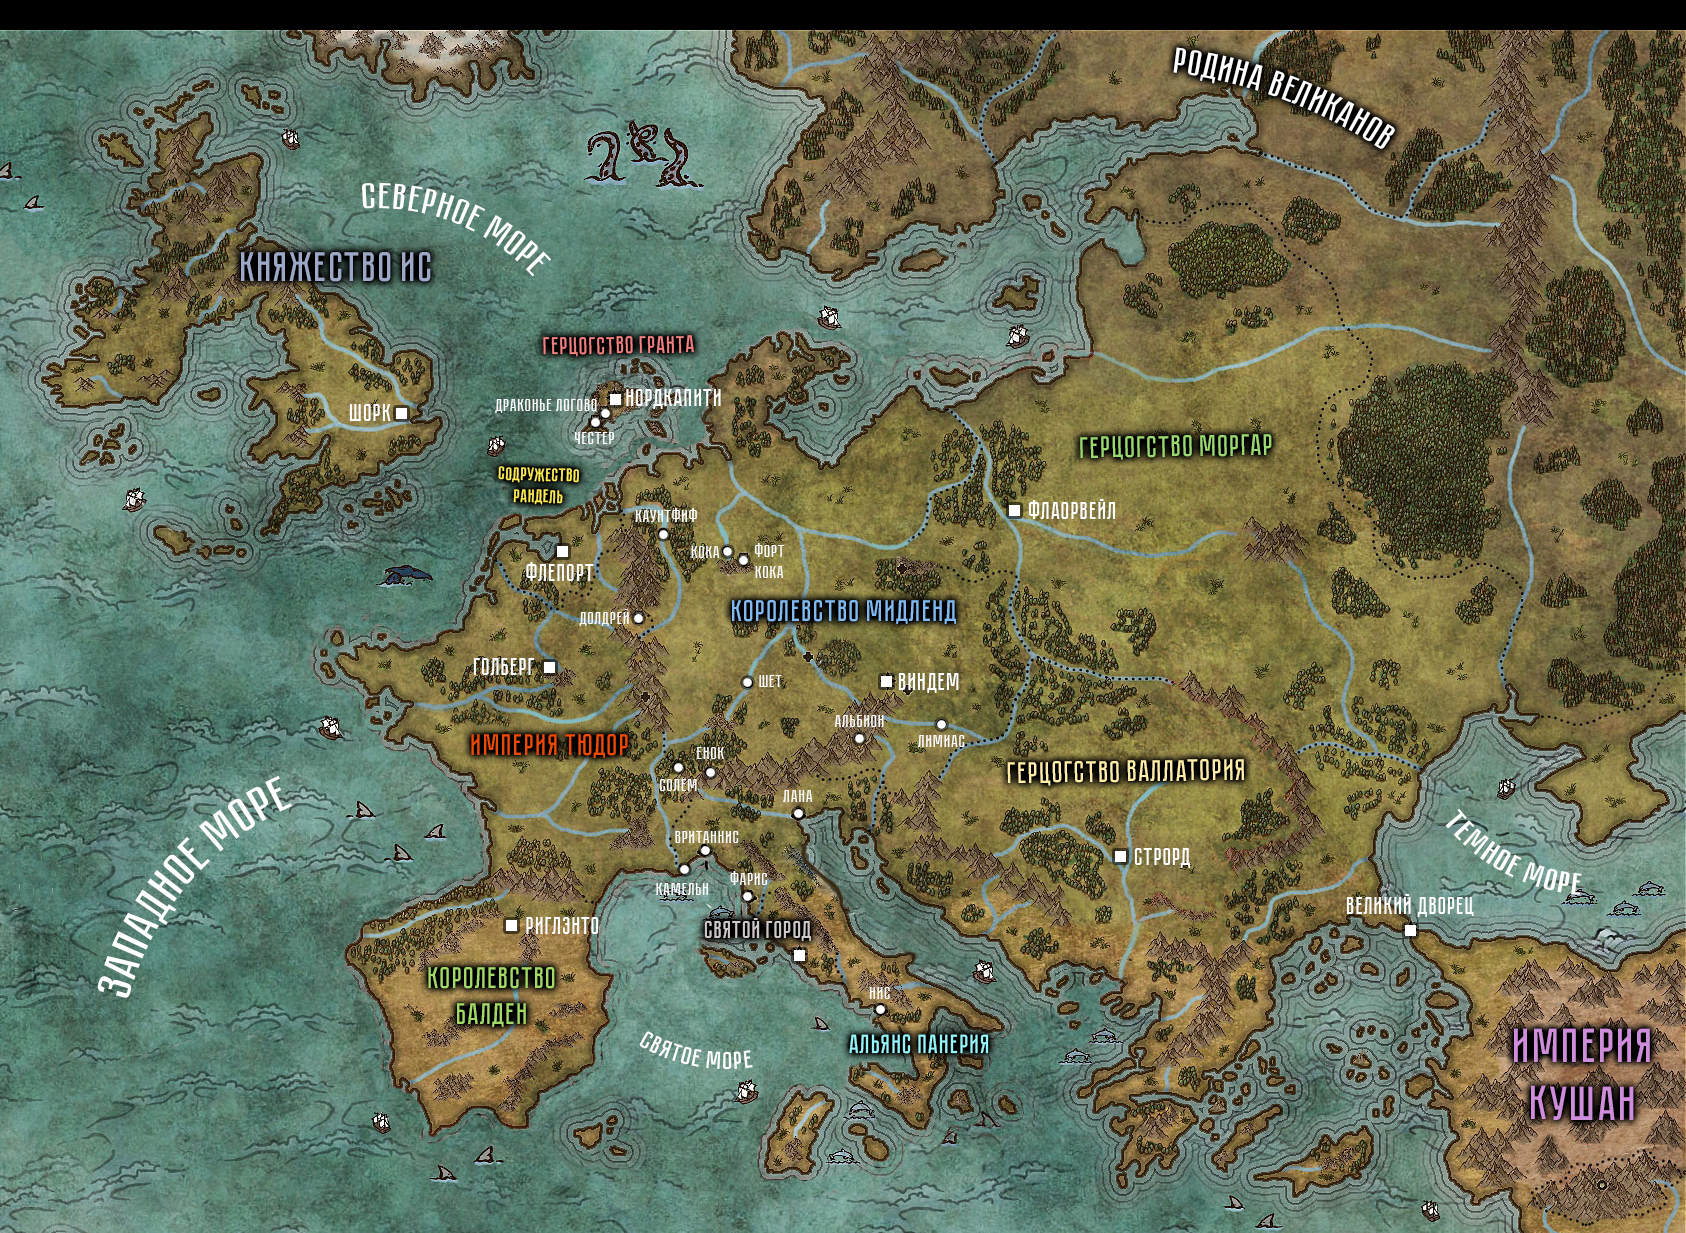 РОДИНА ВЕЛИКАНОВ
СЕВЕРНОЕ МОРЕ
КНЯЖЕСТВО ИС
ГЕРЦОГСТВО ГРАНТА
НОРДКАПИТИ
ДРАКОНЬЕ ЛОГОВО
ЧЕСТЕР
ШОРК
СОДРУЖЕСТВО
РАНДЕЛЬ
ГЕРЦОГСТВО МОРГАР
ФЛАОРВЕЙЛ
КАУНТФИФ
КОКА
ФОРТ
КОКА
ФЛЕПОРТ
КОРОЛЕВСТВО МИДЛЕНД
ДОЛДРЕЙ
ГОЛБЕРГ
ШЕТ
ВИНДЕМ
АЛЬБИОН
ЛИМИАС
ИМПЕРИЯ ТЮДОР
ЕНОК
СОЛЁМ
ГЕРЦОГСТВО ВАЛЛАТОРИЯ
ЛАНА
ЗАПАДНОЕ МОРЕ
ТЕМНОЕ МОРЕ
ВРИТАННИС
СТРОРД
КАМЕЛЬН
ФАРИС
ВЕЛИКИЙ ДВОРЕЦ
РИГЛЭНТО
СВЯТОЙ ГОРОД
КОРОЛЕВСТВО
БАЛДЕН
НИС
АЛЬЯНС ПАНЕРИЯ
СВЯТОЕ МОРЕ
ИМПЕРИЯ
КУШАН